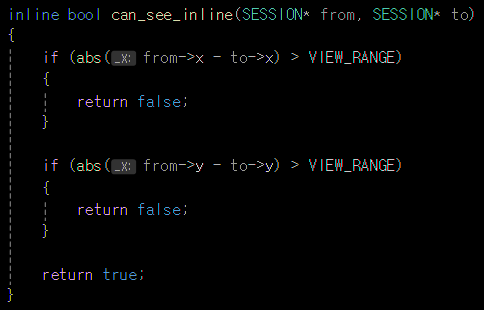 inline bool can_see_inline(SESSION* from, SESSION* to)
{
if (abs(_x: from->x - to->x) > VIEW_RANGE)
{
return false;
}
if (abs(_x: from->y - to->y) > VIEW_RANGE)
{
return false;
}
return true;
}